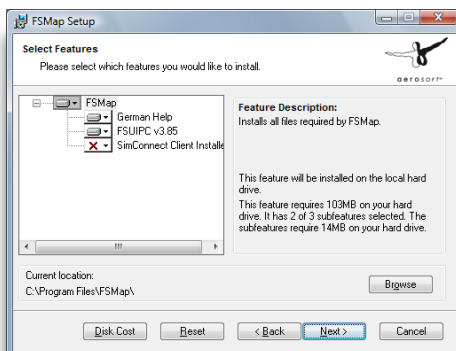 FSMap Setup
Select Features
Please select which features you would like to install.
aerosoft™
FSMap
German Help
FSUIPC v3.85
SimConnect Client Installe
Feature Description:
Installs all files required by FSMap.
This feature will be installed on the local hard
drive.
This feature requires 103MB on your hard
drive. It has 2 of 3 subfeatures selected. The
subfeatures require 14MB on your hard drive.
Current location:
C:\Program Files\FSMap\
Browse
Disk Cost
Reset
< Back
Next >
Cancel